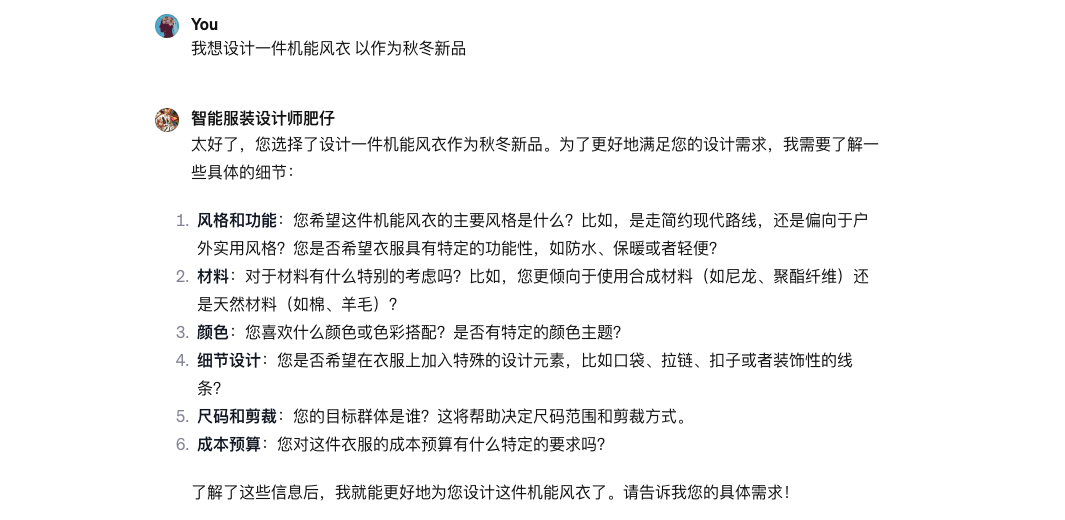 You
我想设计一件机能风衣 以作为秋冬新品
智能服装设计师肥仔
太好了，您选择了设计一件机能风衣作为秋冬新品。为了更好地满足您的设计需求，我需要了解一
些具体的细节：
1. 风格和功能：您希望这件机能风衣的主要风格是什么？比如，是走简约现代路线，还是偏向于户
外实用风格？您是否希望衣服具有特定的功能性，如防水、保暖或者轻便？
2. 材料：对于材料有什么特别的考虑吗？比如，您更倾向于使用合成材料（如尼龙、聚酯纤维）还
是天然材料（如棉、羊毛）？
3. 颜色：您喜欢什么颜色或色彩搭配？是否有特定的颜色主题？
4. 细节设计：您是否希望在衣服上加入特殊的设计元素，比如口袋、拉链、扣子或者装饰性的线
条？
5. 尺码和剪裁：您的目标群体是谁？这将帮助决定尺码范围和剪裁方式。
6. 成本预算：您对这件衣服的成本预算有什么特定的要求吗？
了解了这些信息后，我就能更好地为您设计这件机能风衣了。请告诉我您的具体需求！